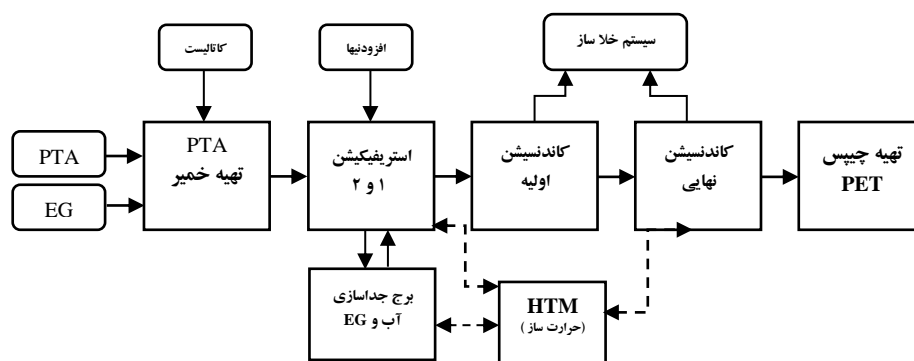 کاتالیست
افزودنیها
سیستم خلا ساز
PTA
EG
PTA
تهیه خمیر
استریفیکیشن
۱ و ۲
کاندنسیشن
اولیه
کاندنسیشن
نهایی
تهیه چیپس
PET
برج جداسازی
آب و EG
HTM
(حرارت ساز)